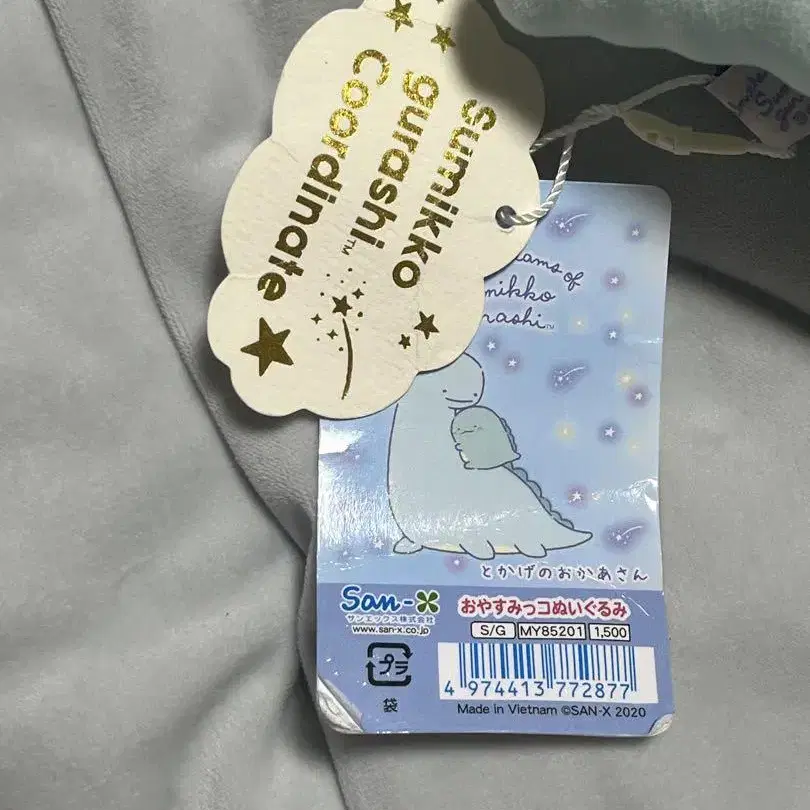 Sumikko
gurashi™
Coordinate
ams of
mikko
rashi™
とかげのおかあさん
San-X
サンエックス株式会社
www.san-x.co.jp
おやすみっコぬいぐるみ
S/G MY85201 1,500
プラ
袋
4 974413 772877
Made in Vietnam ©SAN-X 2020